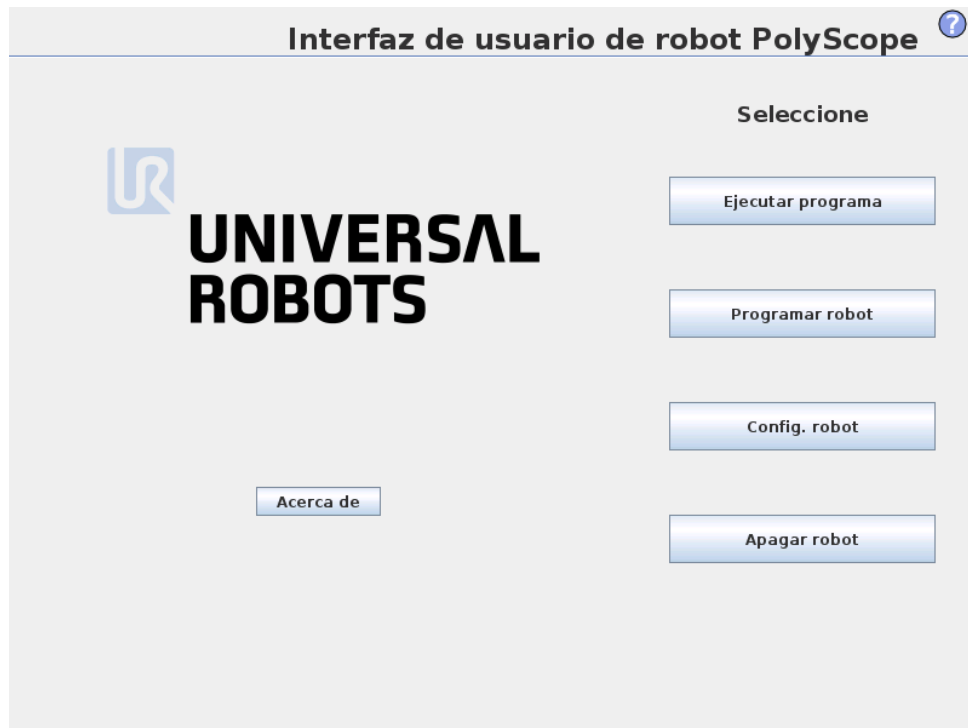 Interfaz de usuario de robot PolyScope
?
Seleccione
UR
UNIVERSAL
ROBOTS
Ejecutar programa
Programar robot
Config. robot
Acerca de
Apagar robot